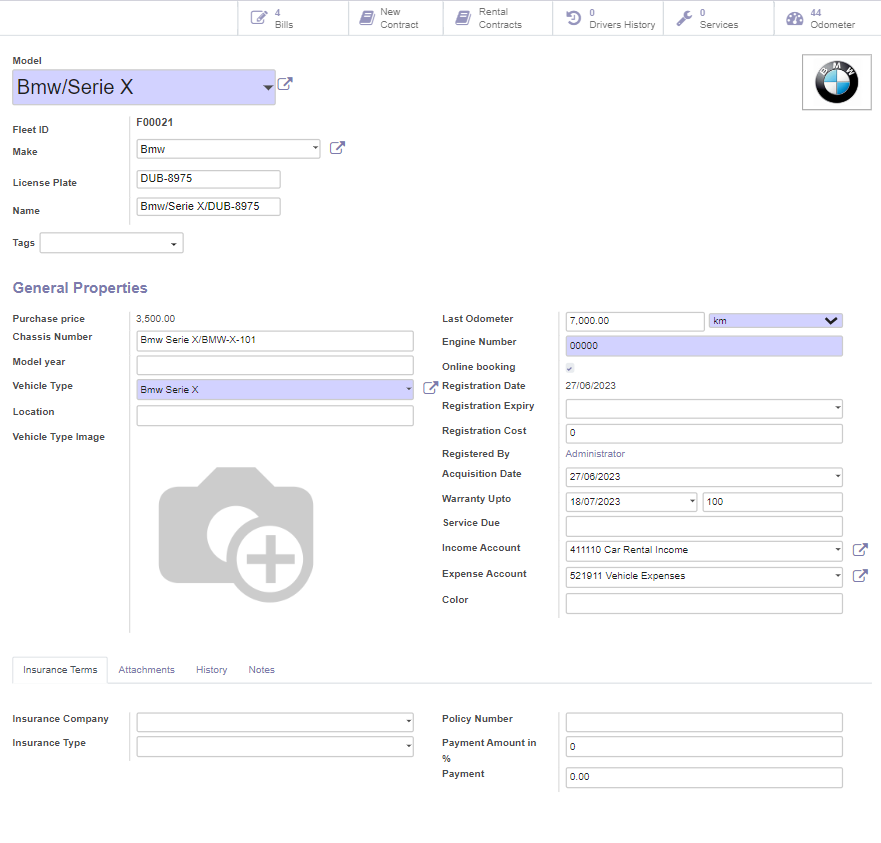 4
Bills
New
Contract
Rental
Contracts
0
Drivers History
0
Services
44
Odometer
Model
Bmw/Serie X
BMW
Fleet ID F00021
Make Bmw
License Plate DUB-8975
Name Bmw/Serie X/DUB-8975
Tags
General Properties
Purchase price 3,500.00
Chassis Number Bmw Serie X/BMW-X-101
Model year
Vehicle Type Bmw Serie X
Location
Vehicle Type Image
Last Odometer 7,000.00 km
Engine Number 00000
Online booking
Registration Date 27/06/2023
Registration Expiry
Registration Cost 0
Registered By Administrator
Acquisition Date 27/06/2023
Warranty Upto 18/07/2023 100
Service Due
Income Account 411110 Car Rental Income
Expense Account 521911 Vehicle Expenses
Color
Insurance Terms Attachments History Notes
Insurance Company
Insurance Type
Policy Number
Payment Amount in
% 0
Payment 0.00